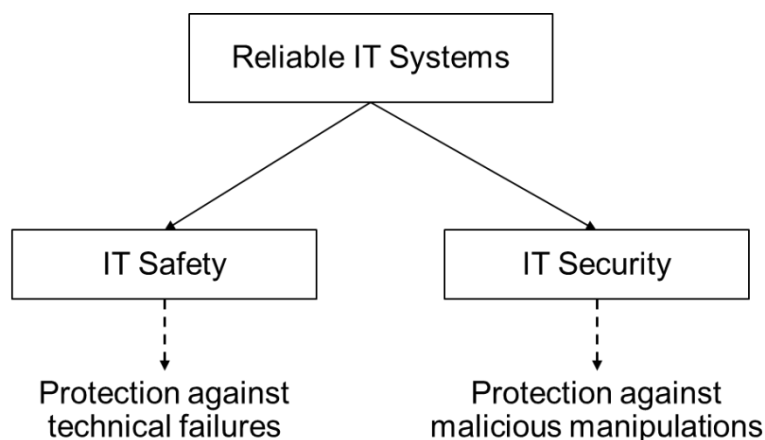 Reliable IT Systems
IT Safety
IT Security
Protection against
technical failures
Protection against
malicious manipulations